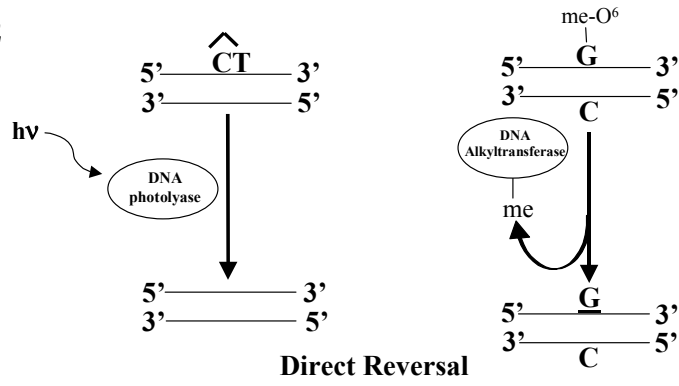 CT
5’ 3’
3’ 5’
hν
DNA
photolyase
5’ 3’
3’ 5’
me-O⁶
G
5’ 3’
3’ 5’
C
DNA
Alkyltransferase
me
G
5’ 3’
3’ 5’
C
Direct Reversal